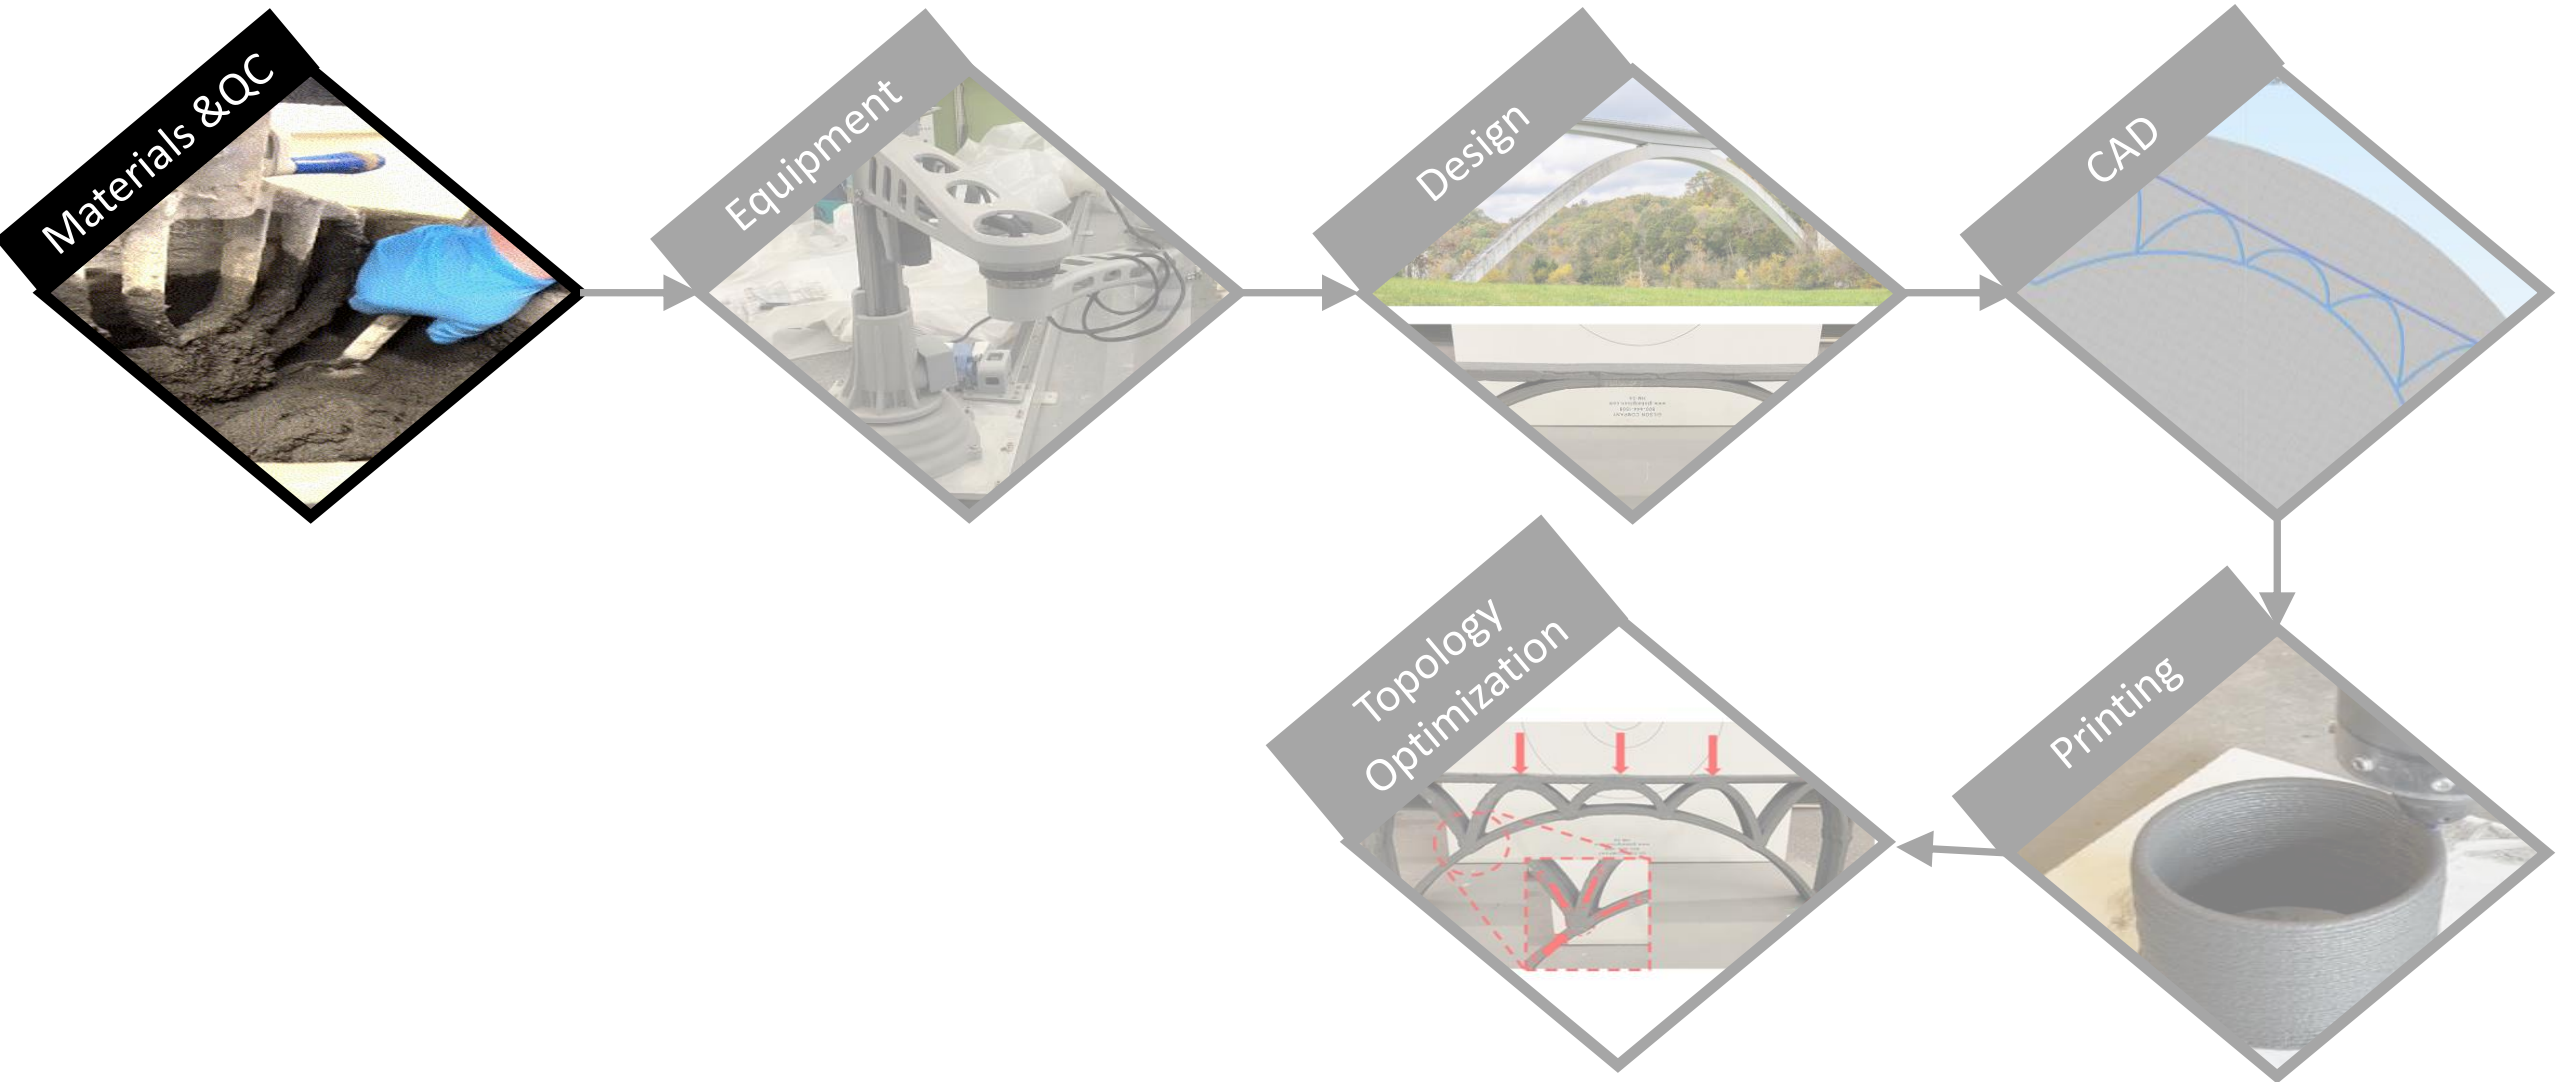 Materials &QC
Equipment
Design
CAD
Topology
Optimization
Printing